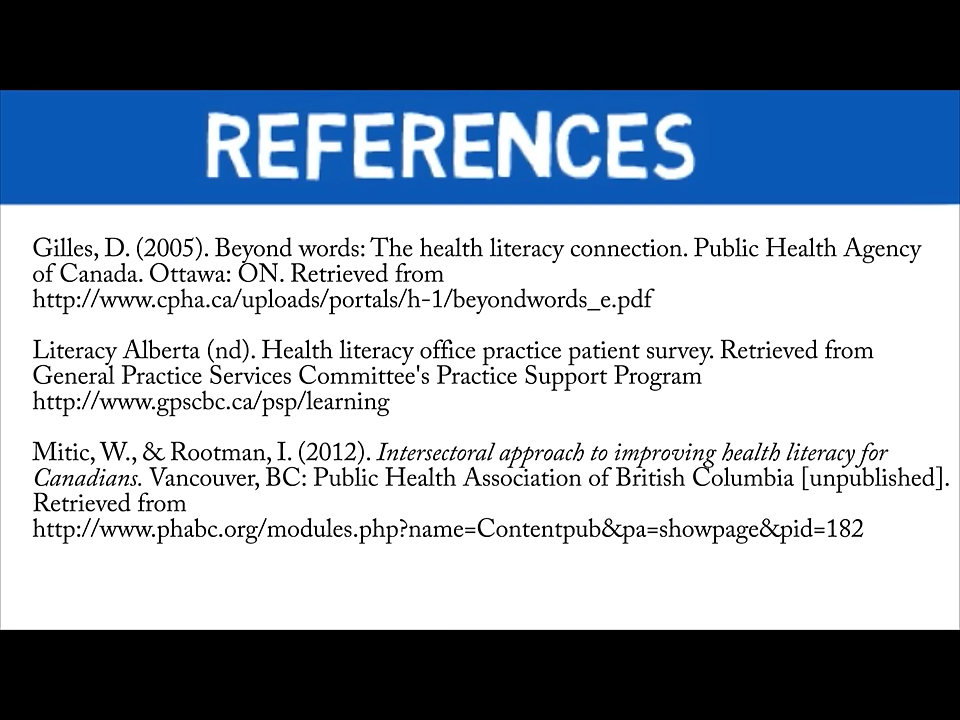 REFERENCES
Gilles, D. (2005). Beyond words: The health literacy connection. Public Health Agency
of Canada. Ottawa: ON. Retrieved from
http://www.cpha.ca/uploads/portals/h-1/beyondwords_e.pdf
Literacy Alberta (nd). Health literacy office practice patient survey. Retrieved from
General Practice Services Committee's Practice Support Program
http://www.gpscbc.ca/psp/learning
Mitic, W., & Rootman, I. (2012). Intersectoral approach to improving health literacy for
Canadians. Vancouver, BC: Public Health Association of British Columbia [unpublished].
Retrieved from
http://www.phabc.org/modules.php?name=Contentpub&pa=showpage&pid=182